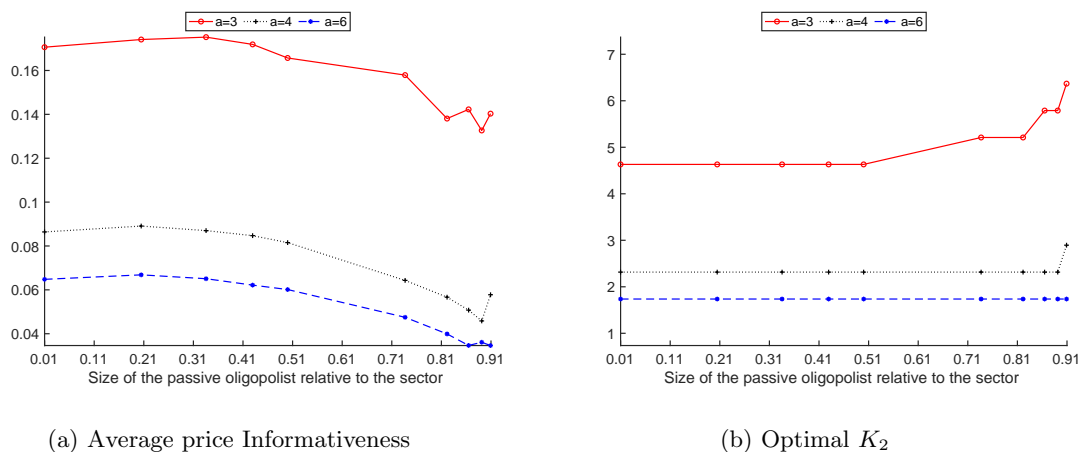 a=3 a=4 a=6
0.16
0.14
0.12
0.1
0.08
0.06
0.04
0.01 0.11 0.21 0.31 0.41 0.51 0.61 0.71 0.81 0.91
Size of the passive oligopolist relative to the sector
(a) Average price Informativeness
a=3 a=4 a=6
7
6
5
4
3
2
1
0.01 0.11 0.21 0.31 0.41 0.51 0.61 0.71 0.81 0.91
Size of the passive oligopolist relative to the sector
(b) Optimal K₂